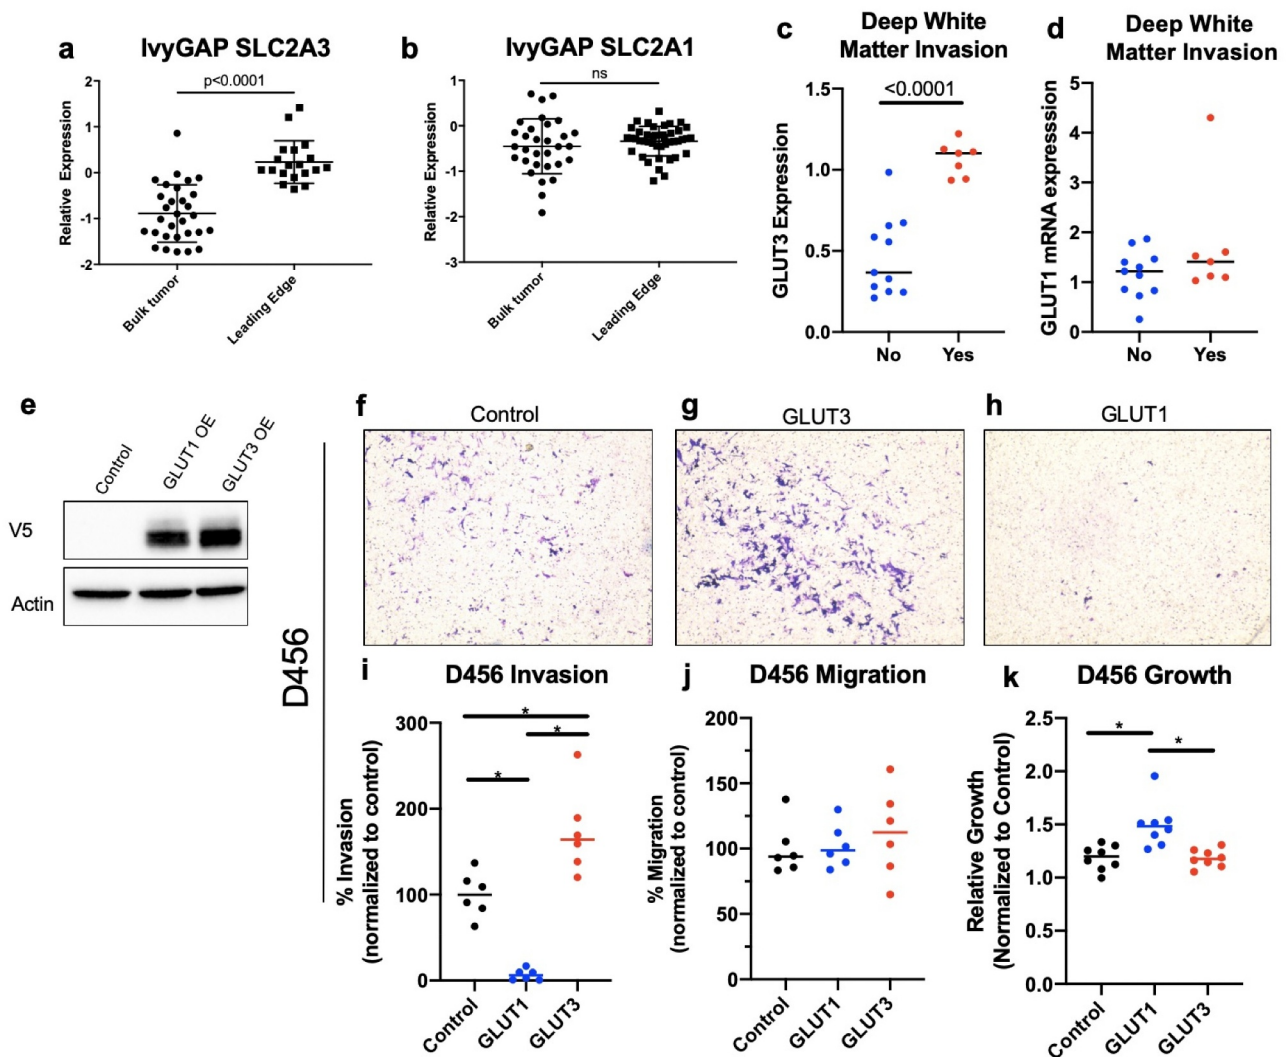 a
IvyGAP SLC2A3
Relative Expression
2
1
0
-1
-2
p<0.0001
Bulk tumor
Leading Edge
b
IvyGAP SLC2A1
Relative Expression
1
0
-1
-2
-3
ns
Bulk tumor
Leading Edge
c
Deep White
Matter Invasion
GLUT3 Expression
1.5
1.0
0.5
0.0
<0.0001
No
Yes
d
Deep White
Matter Invasion
GLUT1 mRNA expresssion
5
4
3
2
1
0
No
Yes
e
Control
GLUT1 OE
GLUT3 OE
V5
Actin
D456
f
Control
g
GLUT3
h
GLUT1
i
D456 Invasion
% Invasion
(normalized to control)
300
200
100
0
*
*
*
Control
GLUT1
GLUT3
j
D456 Migration
% Migration
(normalized to control)
200
150
100
50
0
Control
GLUT1
GLUT3
k
D456 Growth
Relative Growth
(Normalized to Control)
2.5
2.0
1.5
1.0
0.5
0.0
*
*
Control
GLUT1
GLUT3